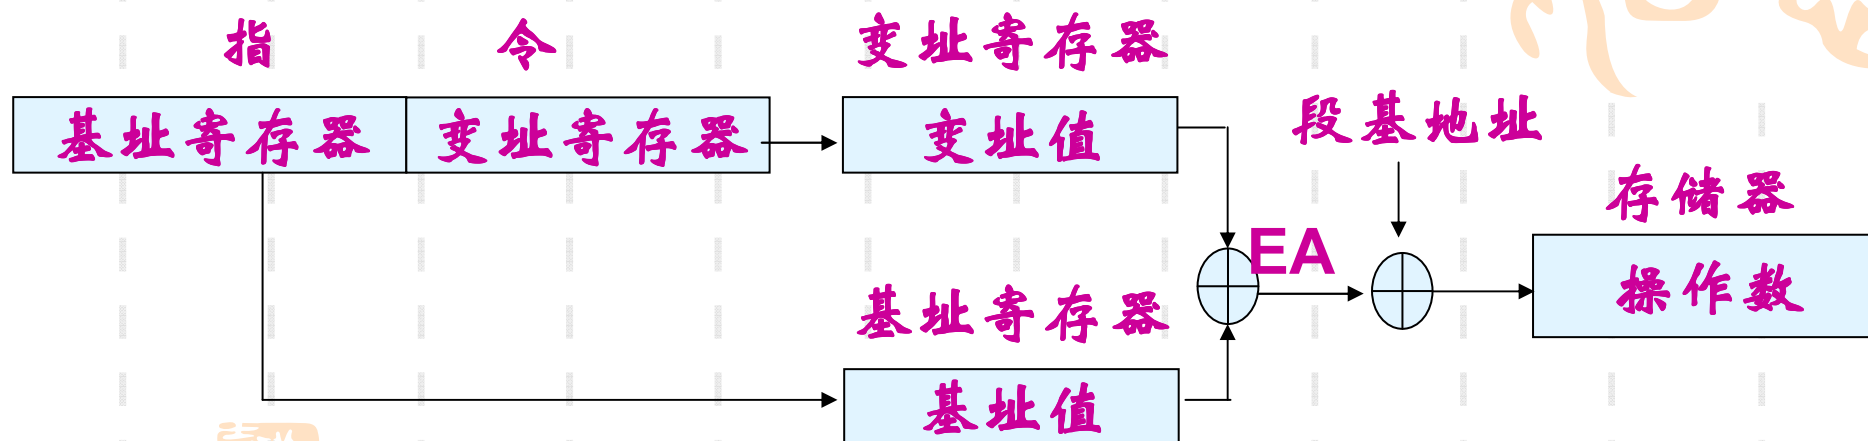 指 令
变址寄存器
基址寄存器
变址寄存器
变址值
段基地址
存储器
EA
操作数
基址寄存器
基址值